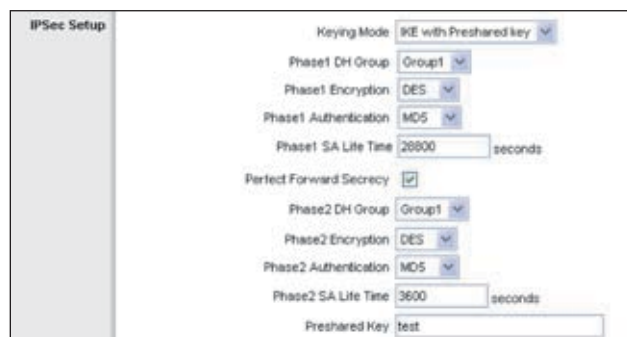 IPSec Setup
Keying Mode IKE with Preshared key
Phase1 DH Group Group1
Phase1 Encryption DES
Phase1 Authentication MD5
Phase1 SA Life Time 28800 seconds
Perfect Forward Secrecy
Phase2 DH Group Group1
Phase2 Encryption DES
Phase2 Authentication MD5
Phase2 SA Life Time 3600 seconds
Preshared Key test